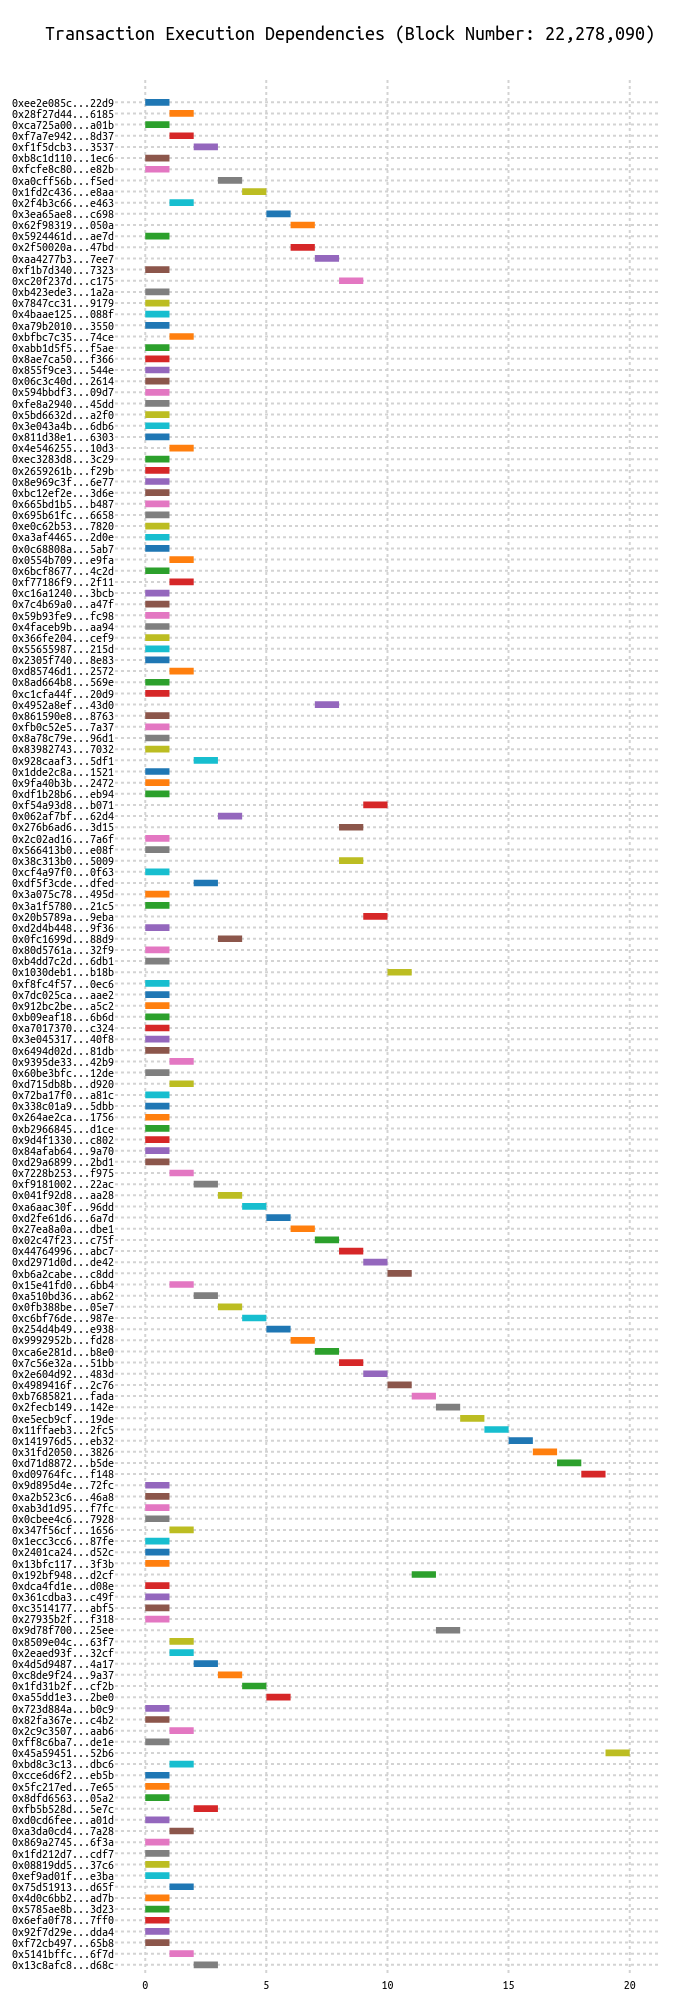 Transaction Execution Dependencies (Block Number: 22,278,090)
0xee2e085c...22d9
0x28f27d44...6185
0xca725a00...a01b
0xf7a7e942...8d37
0xf1f5dcb3...3537
0xb8c1d110...1ec6
0xfcfe8c80...e82b
0xa0cff56b...f5ed
0x1fd2c436...e8aa
0x2f4b3c66...e463
0x3ea65ae8...c698
0x62f98319...050a
0x5924461d...ae7d
0x2f50020a...47bd
0xaa4277b3...7ee7
0xf1b7d340...7323
0xc20f237d...c175
0xb423ede3...1a2a
0x7847cc31...9179
0x4baae125...088f
0xa79b2010...3550
0xbfbc7c35...74ce
0xabb1d5f5...f5ae
0x8ae7ca50...f366
0x855f9ce3...544e
0x06c3c40d...2614
0x594bbdf3...09d7
0xfe8a2940...45dd
0x5bd6632d...a2f0
0x3e043a4b...6db6
0x811d38e1...6303
0x4e546255...10d3
0xec3283d8...3c29
0x2659261b...f29b
0x8e969c3f...6e77
0xbc12ef2e...3d6e
0x665bd1b5...b487
0x695b61fc...6658
0xe0c62b53...7820
0xa3af4465...2d0e
0x0c68808a...5ab7
0x0554b709...e9fa
0x6bcf8677...4c2d
0xf77186f9...2f11
0xc16a1240...3bcb
0x7c4b69a0...a47f
0x59b93fe9...fc98
0x4faceb9b...aa94
0x366fe204...cef9
0x55655987...215d
0x2305f740...8e83
0xd85746d1...2572
0x8ad664b8...569e
0xc1cfa44f...20d9
0x4952a8ef...43d0
0x861590e8...8763
0xfb0c52e5...7a37
0x8a78c79e...96d1
0x83982743...7032
0x928caaf3...5df1
0x1dde2c8a...1521
0x9fa40b3b...2472
0xdf1b28b6...eb94
0xf54a93d8...b071
0x062af7bf...62d4
0x276b6ad6...3d15
0x2c02ad16...7a6f
0x566413b0...e08f
0x38c313b0...5009
0xcf4a97f0...0f63
0xdf5f3cde...dfed
0x3a075c78...495d
0x3a1f5780...21c5
0x20b5789a...9eba
0xd2d4b448...9f36
0x0fc1699d...88d9
0x80d5761a...32f9
0xb4dd7c2d...6db1
0x1030deb1...b18b
0xf8fc4f57...0ec6
0x7dc025ca...aae2
0x912bc2be...a5c2
0xb09eaf18...6b6d
0xa7017370...c324
0x3e045317...40f8
0x6494d02d...81db
0x9395de33...42b9
0x60be3bfc...12de
0xd715db8b...d920
0x72ba17f0...a81c
0x338c01a9...5dbb
0x264ae2ca...1756
0xb2966845...d1ce
0x9d4f1330...c802
0x84afab64...9a70
0xd29a6899...2bd1
0x7228b253...f975
0xf9181002...22ac
0x041f92d8...aa28
0xa6aac30f...96dd
0xd2fe61d6...6a7d
0x27ea8a0a...dbe1
0x02c47f23...c75f
0x44764996...abc7
0xd2971d0d...de42
0xb6a2cabe...c8dd
0x15e41fd0...6bb4
0xa510bd36...ab62
0x0fb388be...05e7
0xc6bf76de...987e
0x254d4b49...e938
0x9992952b...fd28
0xca6e281d...b8e0
0x7c56e32a...51bb
0x2e604d92...483d
0x4989416f...2c76
0xb7685821...fada
0x2fecb149...142e
0xe5ecb9cf...19de
0x11ffaeb3...2fc5
0x141976d5...eb32
0x31fd2050...3826
0xd71d8872...b5de
0xd09764fc...f148
0x9d895d4e...72fc
0xa2b523c6...46a8
0xab3d1d95...f7fc
0x0cbee4c6...7928
0x347f56cf...1656
0x1ecc3cc6...87fe
0x2401ca24...d52c
0x13bfc117...3f3b
0x192bf948...d2cf
0xdca4fd1e...d08e
0x361cdba3...c49f
0xc3514177...abf5
0x27935b2f...f318
0x9d78f700...25ee
0x8509e04c...63f7
0x2eaed93f...32cf
0x4d5d9487...4a17
0xc8de9f24...9a37
0x1fd31b2f...cf2b
0xa55dd1e3...2be0
0x723d884a...b0c9
0x82fa367e...c4b2
0x2c9c3507...aab6
0xff8c6ba7...de1e
0x45a59451...52b6
0xbd8c3c13...dbc6
0xcce6d6f2...eb5b
0x5fc217ed...7e65
0x8dfd6563...05a2
0xfb5b528d...5e7c
0xd0cd6fee...a01d
0xa3da0cd4...7a28
0x869a2745...6f3a
0x1fd212d7...cdf7
0x08819dd5...37c6
0xef9ad01f...e3ba
0x75d51913...d65f
0x4d0c6bb2...ad7b
0x5785ae8b...3d23
0x6efa0f78...7ff0
0x92f7d29e...dda4
0xf72cb497...65b8
0x5141bffc...6f7d
0x13c8afc8...d68c
0 5 10 15 20